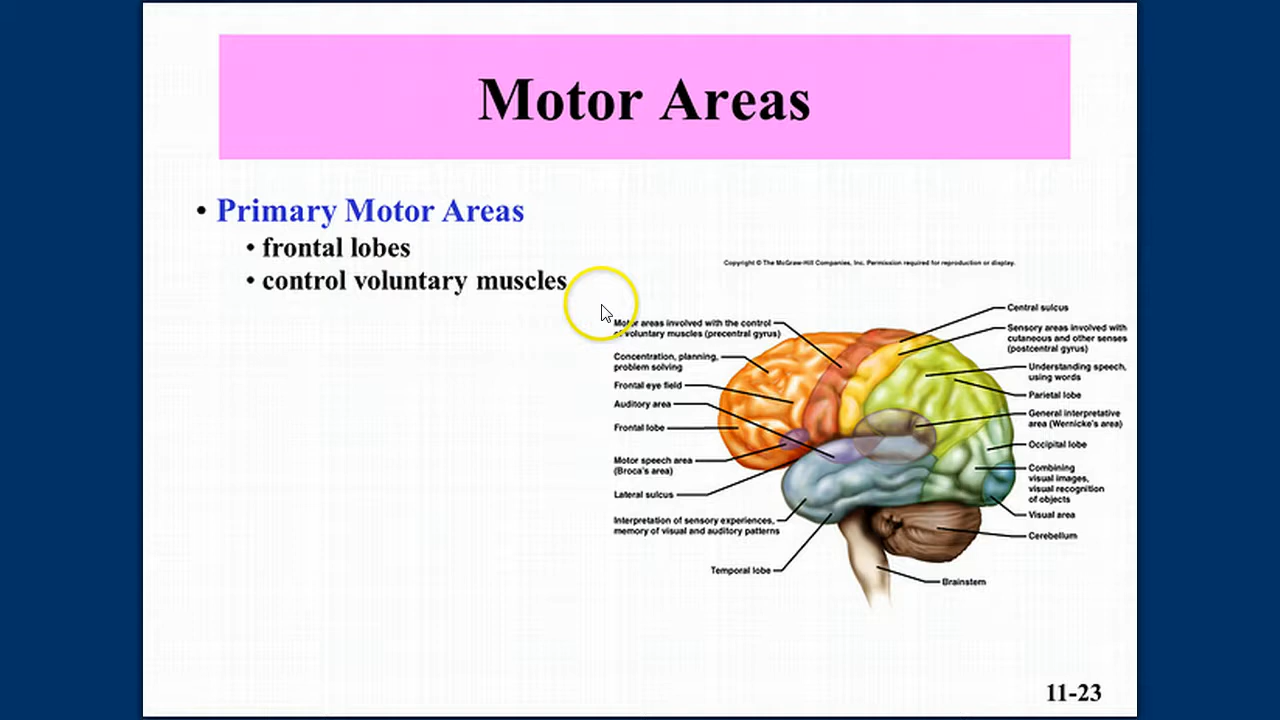 Motor Areas
• Primary Motor Areas
• frontal lobes
• control voluntary muscles
Copyright © The McGraw-Hill Companies, Inc. Permission required for reproduction or display.
Motor areas involved with the control
of voluntary muscles (precentral gyrus)
Concentration, planning,
problem solving
Frontal eye field
Auditory area
Frontal lobe
Motor speech area
(Broca's area)
Lateral sulcus
Interpretation of sensory experiences,
memory of visual and auditory patterns
Temporal lobe
Central sulcus
Sensory areas involved with
cutaneous and other senses
(postcentral gyrus)
Understanding speech,
using words
Parietal lobe
General interpretative
area (Wernicke's area)
Occipital lobe
Combining
visual images,
visual recognition
of objects
Visual area
Cerebellum
Brainstem
11-23